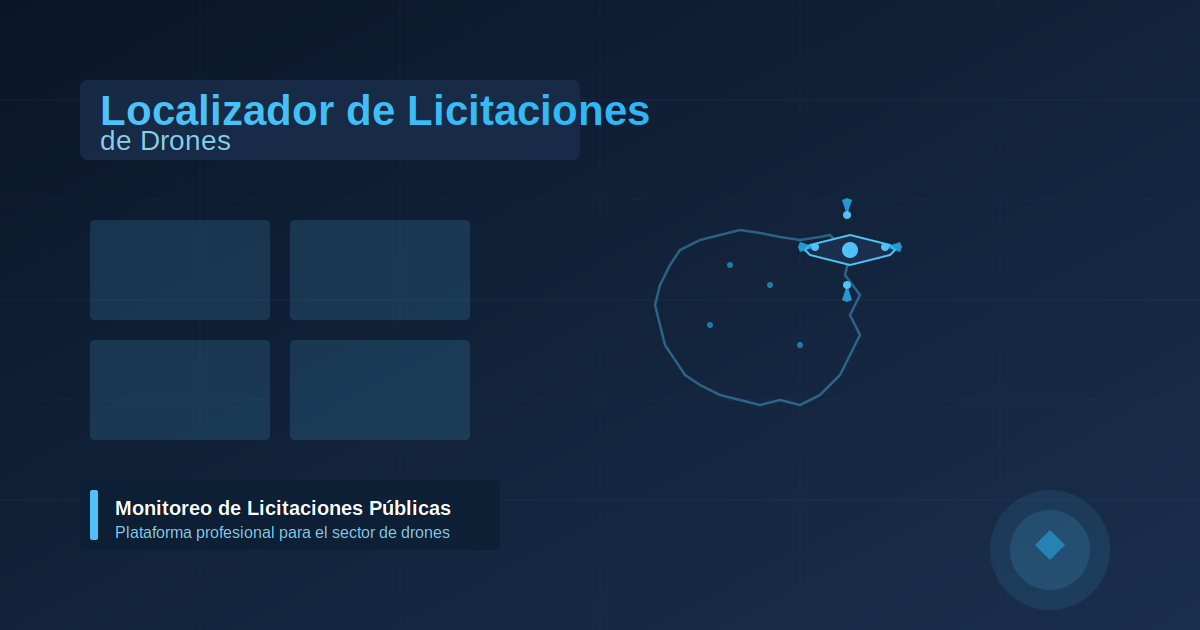 Localizador de Licitaciones
de Drones
Monitoreo de Licitaciones Públicas
Plataforma profesional para el sector de drones